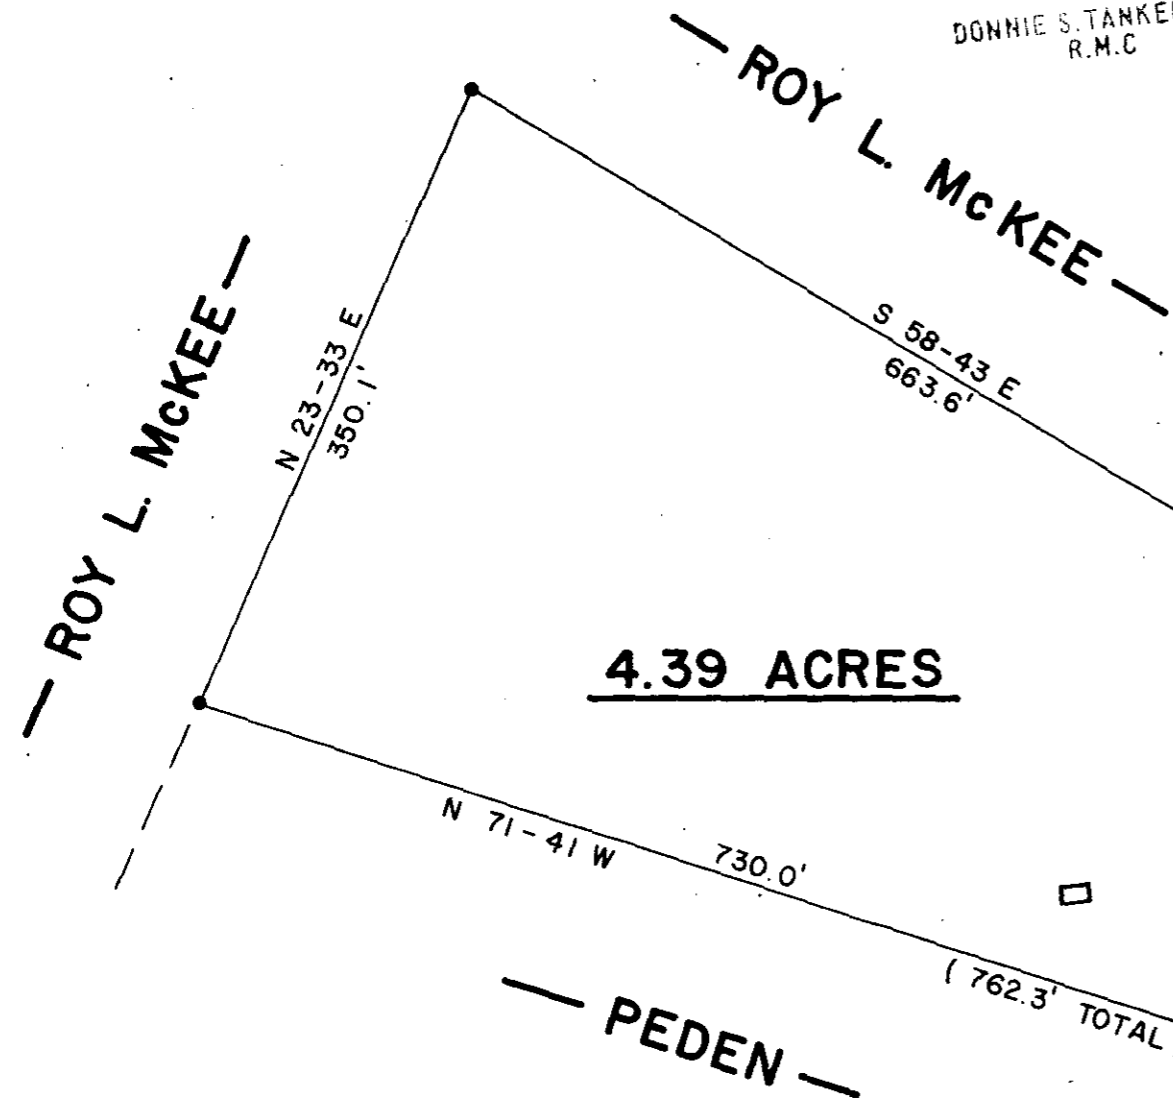 DONNIE S. TANKE
R.M.C
— ROY L. McKEE —
— ROY L. McKEE —
N 23-33 E
350.1'
S 58-43 E
663.6'
4.39 ACRES
N 71-41 W
730.0'
( 762.3' TOTAL
— PEDEN —